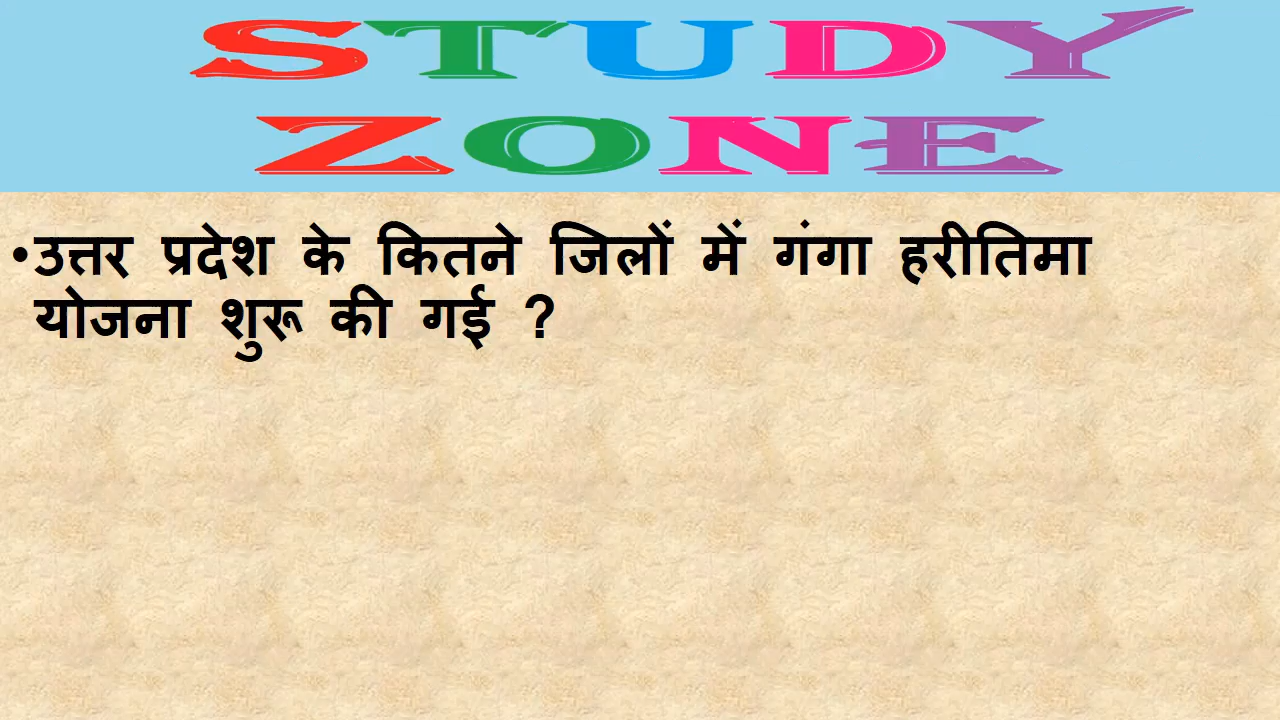 STUDY
ZONE
•उत्तर प्रदेश के कितने जिलों में गंगा हरीतिमा
योजना शुरू की गई ?